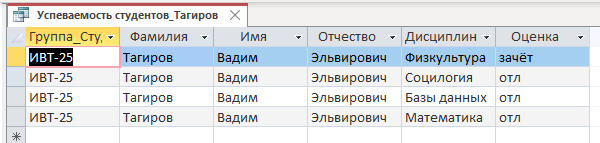 Успеваемость студентов_Тагиров
Группа_Сту, Фамилия Имя Отчество Дисциплин Оценка
ИВТ-25 Тагиров Вадим Эльвирович Физкультура зачёт
ИВТ-25 Тагиров Вадим Эльвирович Социлогия отл
ИВТ-25 Тагиров Вадим Эльвирович Базы данных отл
ИВТ-25 Тагиров Вадим Эльвирович Математика отл